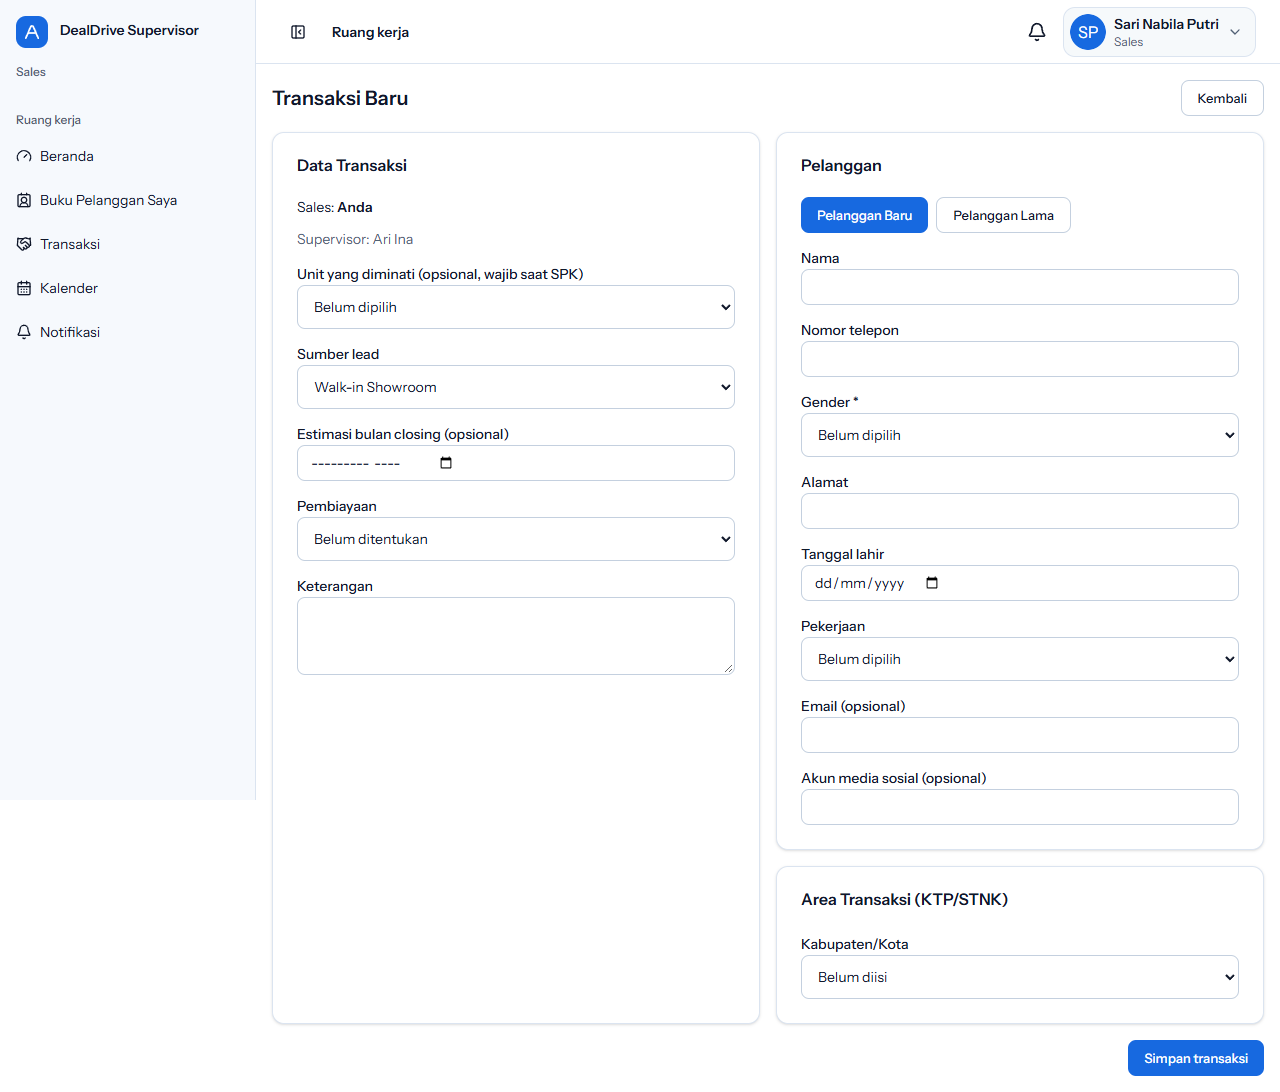 A
DealDrive Supervisor
Sales
Ruang kerja
Beranda
Buku Pelanggan Saya
Transaksi
Kalender
Notifikasi
Ruang kerja
SP
Sari Nabila Putri
Sales
Transaksi Baru
Kembali
Data Transaksi
Sales: Anda
Supervisor: Ari Ina
Unit yang diminati (opsional, wajib saat SPK)
Belum dipilih
Sumber lead
Walk-in Showroom
Estimasi bulan closing (opsional)
--------- ----
Pembiayaan
Belum ditentukan
Keterangan
Pelanggan
Pelanggan Baru
Pelanggan Lama
Nama
Nomor telepon
Gender *
Belum dipilih
Alamat
Tanggal lahir
dd/mm/yyyy
Pekerjaan
Belum dipilih
Email (opsional)
Akun media sosial (opsional)
Area Transaksi (KTP/STNK)
Kabupaten/Kota
Belum diisi
Simpan transaksi